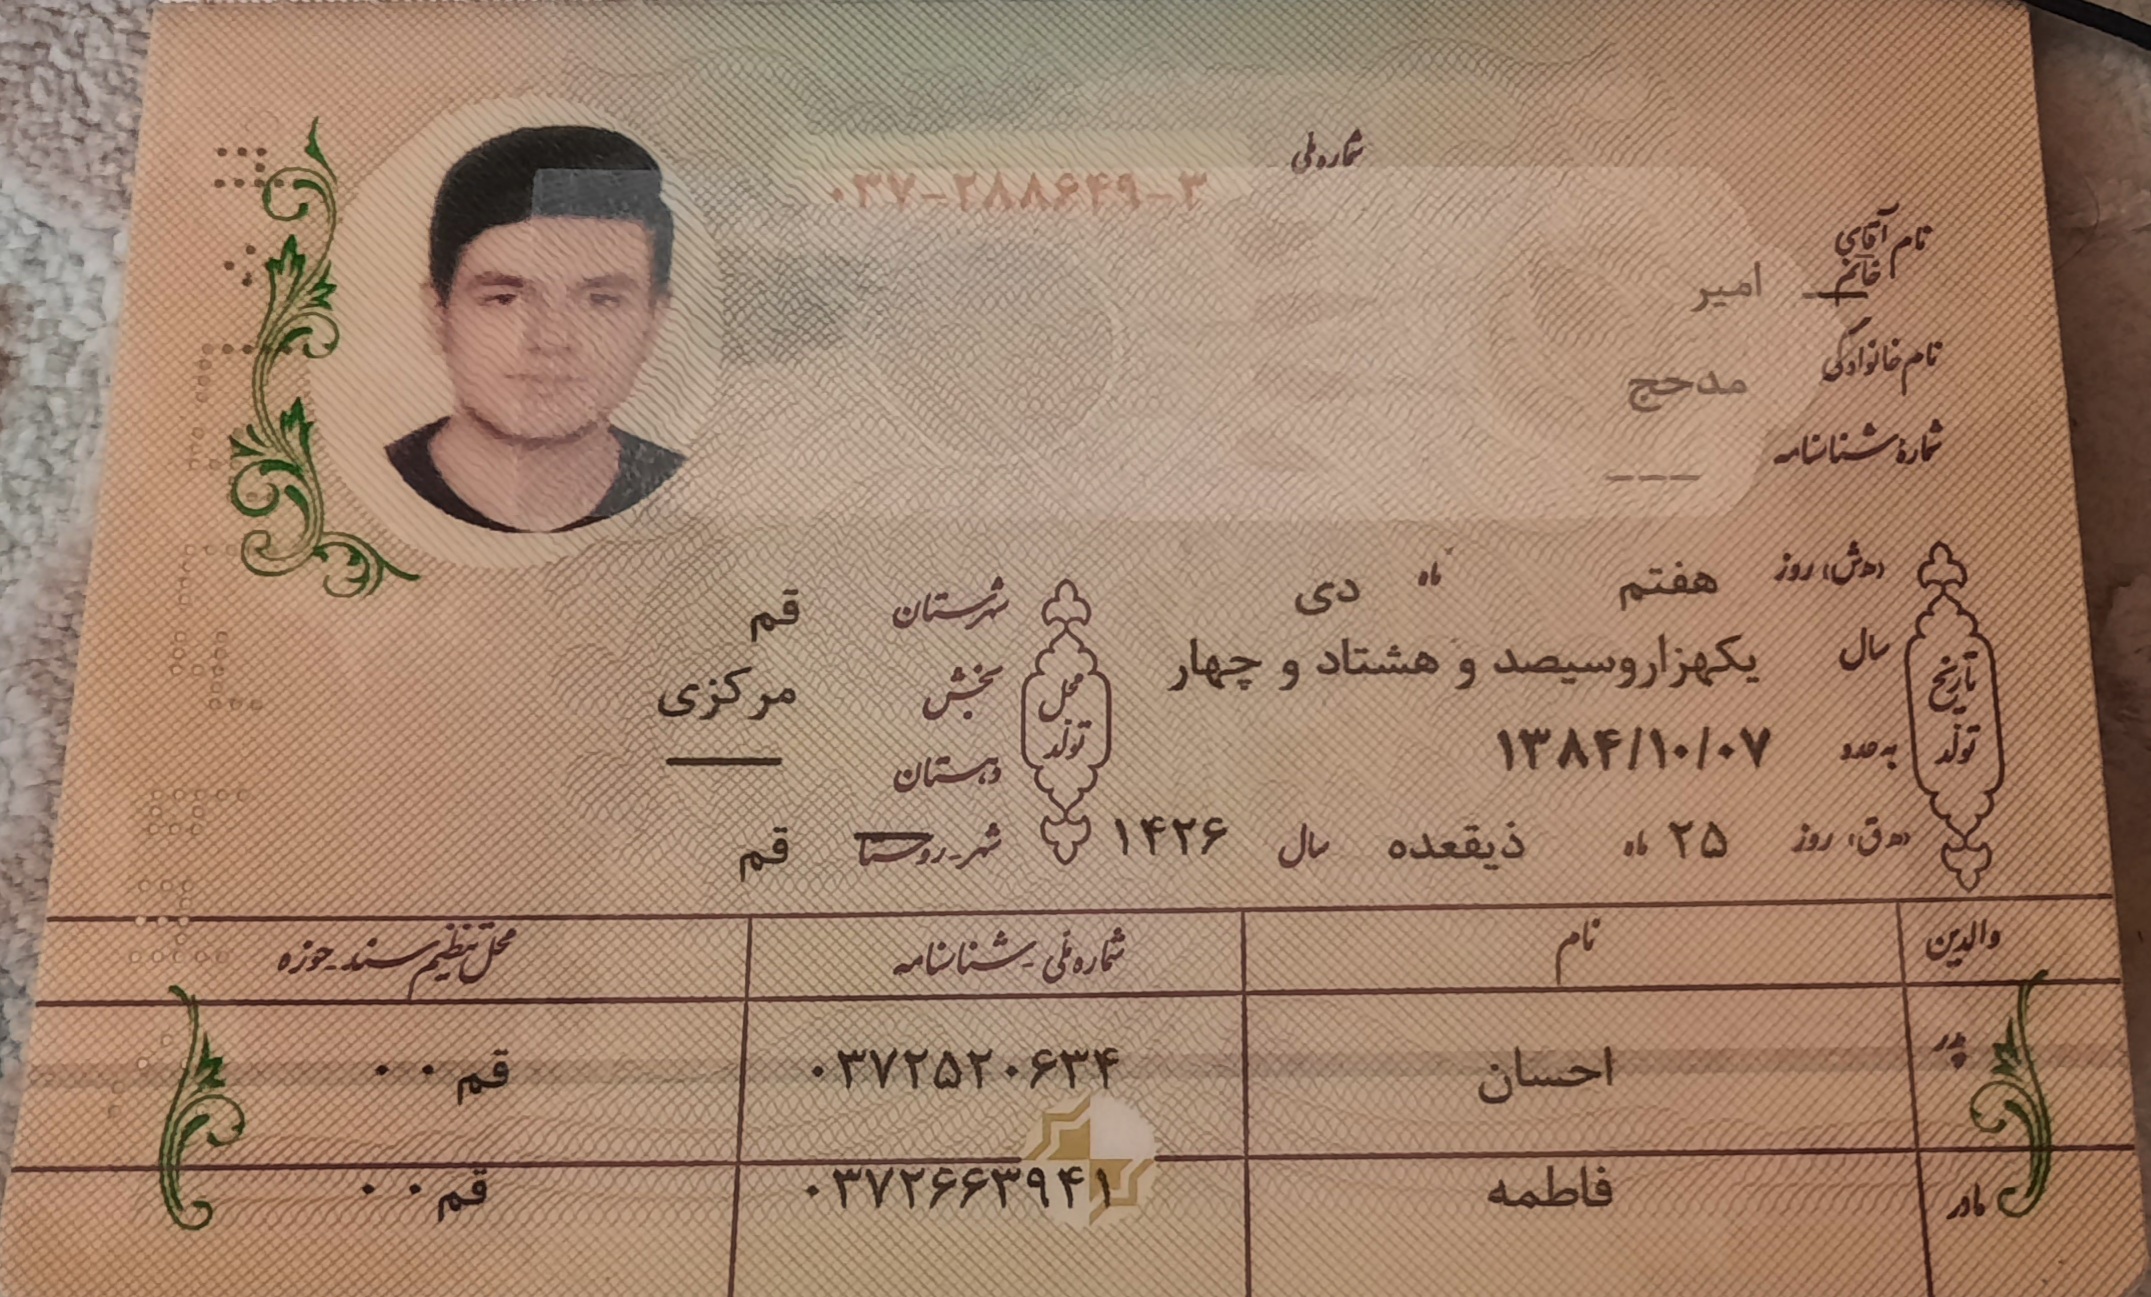 شماره ملی
۰۳۷-۲۸۸۶۴۹-۳
نام آقای
خانم امیر
نام خانوادگی مدحج
شمارهٔ شناسنامه ---
(ه‍.ش) روز هفتم ماه دی
سال یکهزاروسیصد و هشتاد و چهار
به عدد ۱۳۸۴/۱۰/۰۷
(ه‍.ق) روز ۲۵ ماه ذیقعده سال ۱۴۲۶
تاریخ تولد
محل تولد
شهرستان قم
بخش مرکزی
دهستان
شهر-روستا قم
والدین نام شماره ملی-شناسنامه محل تنظیم سند-حوزه
پدر احسان ۰۳۷۲۵۲۰۶۳۴ قم ۰۰
مادر فاطمه ۰۳۷۲۶۶۳۹۴۱ قم ۰۰